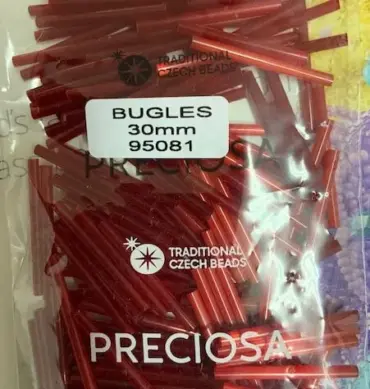 TRADITIONAL
CZECH BEADS
BUGLES
30mm
95081
PRECIOSA
TRADITIONAL
CZECH BEADS
PRECIOSA